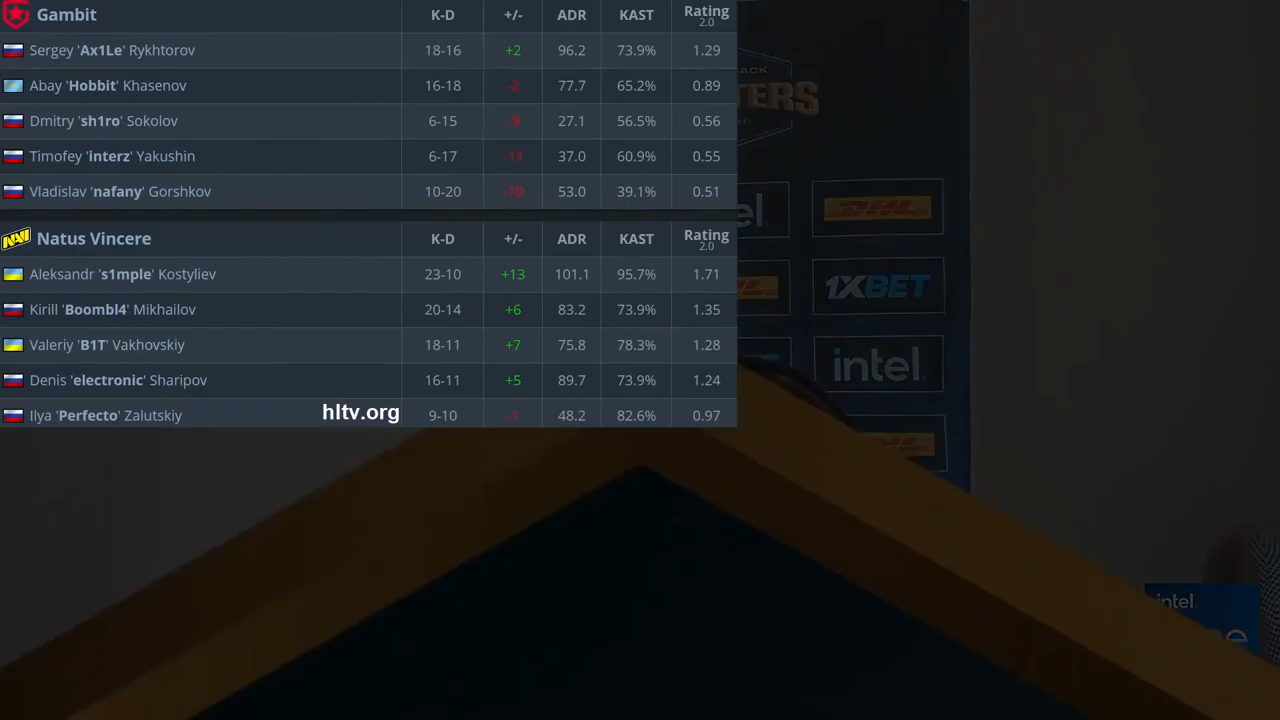 Gambit K-D +/- ADR KAST Rating 2.0
Sergey 'Ax1Le' Rykhtorov 18-16 +2 96.2 73.9% 1.29
Abay 'Hobbit' Khasenov 16-18 -2 77.7 65.2% 0.89
Dmitry 'sh1ro' Sokolov 6-15 -9 27.1 56.5% 0.56
Timofey 'interz' Yakushin 6-17 -11 37.0 60.9% 0.55
Vladislav 'nafany' Gorshkov 10-20 -10 53.0 39.1% 0.51
NAVI Natus Vincere K-D +/- ADR KAST Rating 2.0
Aleksandr 's1mple' Kostyliev 23-10 +13 101.1 95.7% 1.71
Kirill 'Boombl4' Mikhailov 20-14 +6 83.2 73.9% 1.35
Valeriy 'B1T' Vakhovskiy 18-11 +7 75.8 78.3% 1.28
Denis 'electronic' Sharipov 16-11 +5 89.7 73.9% 1.24
Ilya 'Perfecto' Zalutskiy 9-10 -1 48.2 82.6% 0.97
hltv.org
DHL
1XBET
intel.
intel.